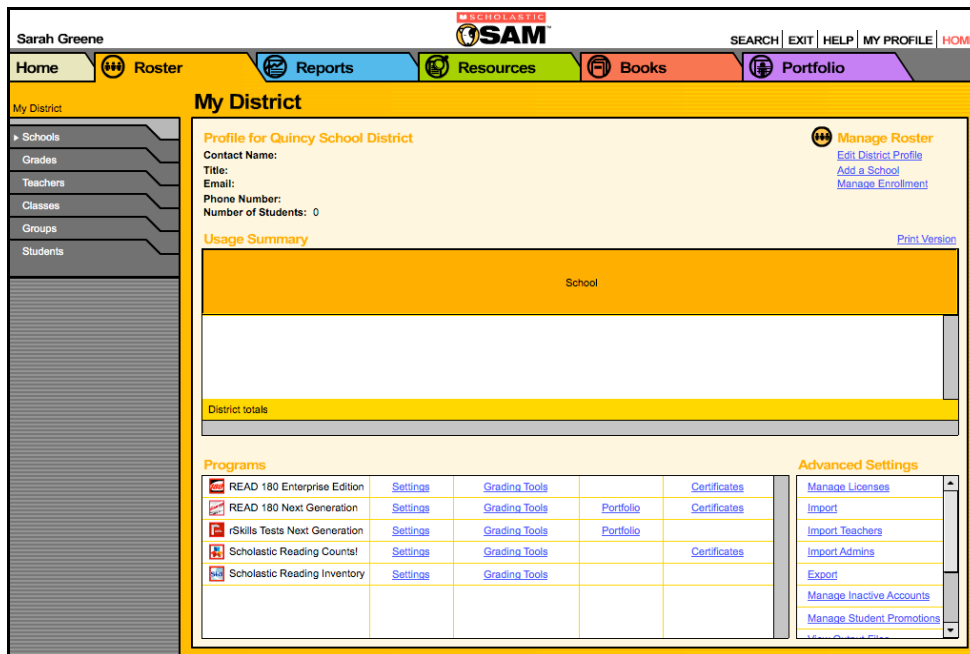 SCHOLASTIC
Sarah Greene
SAM
SEARCH EXIT HELP MY PROFILE HOM
Home Roster Reports Resources Books Portfolio
My District
My District
Schools
Grades
Teachers
Classes
Groups
Students
Profile for Quincy School District
Contact Name:
Title:
Email:
Phone Number:
Number of Students: 0
Manage Roster
Edit District Profile
Add a School
Manage Enrollment
Usage Summary
Print Version
School
District totals
Programs
READ 180 Enterprise Edition Settings Grading Tools Certificates
READ 180 Next Generation Settings Grading Tools Portfolio Certificates
rSkills Tests Next Generation Settings Grading Tools Portfolio
Scholastic Reading Counts! Settings Grading Tools Certificates
Scholastic Reading Inventory Settings Grading Tools
Advanced Settings
Manage Licenses
Import
Import Teachers
Import Admins
Export
Manage Inactive Accounts
Manage Student Promotions
View Output Files